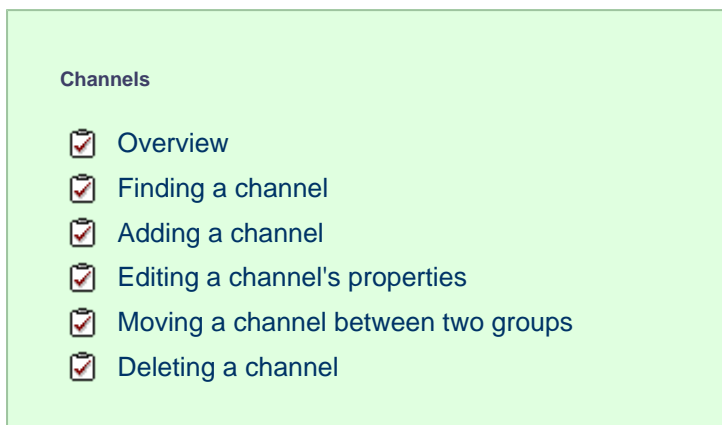 Channels
Overview
Finding a channel
Adding a channel
Editing a channel's properties
Moving a channel between two groups
Deleting a channel